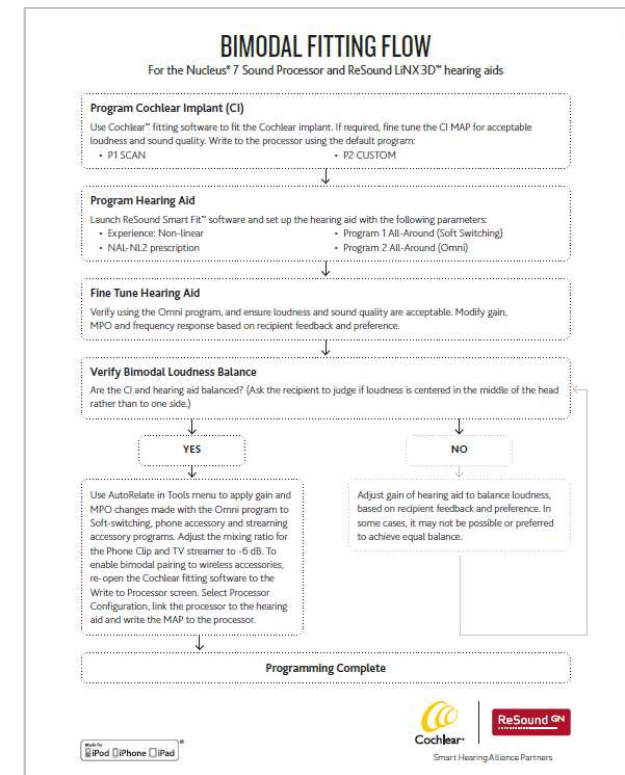 BIMODAL FITTING FLOW
For the Nucleus® 7 Sound Processor and ReSound LiNX 3D™ hearing aids
Program Cochlear Implant (CI)
Use Cochlear™ fitting software to fit the Cochlear implant. If required, fine tune the CI MAP for acceptable
loudness and sound quality. Write to the processor using the default program:
• P1 SCAN
• P2 CUSTOM
Program Hearing Aid
Launch ReSound Smart Fit™ software and set up the hearing aid with the following parameters:
• Experience: Non-linear
• Program 1 All-Around (Soft Switching)
• NAL-NL2 prescription
• Program 2 All-Around (Omni)
Fine Tune Hearing Aid
Verify using the Omni program, and ensure loudness and sound quality are acceptable. Modify gain,
MPO and frequency response based on recipient feedback and preference.
Verify Bimodal Loudness Balance
Are the CI and hearing aid balanced? (Ask the recipient to judge if loudness is centered in the middle of the head
rather than to one side.)
YES
NO
Use AutoRelate in Tools menu to apply gain and
MPO changes made with the Omni program to
Soft-switching, phone accessory and streaming
accessory programs. Adjust the mixing ratio for
the Phone Clip and TV streamer to -6 dB. To
enable bimodal pairing to wireless accessories,
re-open the Cochlear fitting software to the
Write to Processor screen. Select Processor
Configuration, link the processor to the hearing
aid and write the MAP to the processor.
Adjust gain of hearing aid to balance loudness,
based on recipient feedback and preference. In
some cases, it may not be possible or preferred
to achieve equal balance.
Programming Complete
Made for
iPod iPhone iPad
Cochlear®
ReSound GN
Smart Hearing Alliance Partners